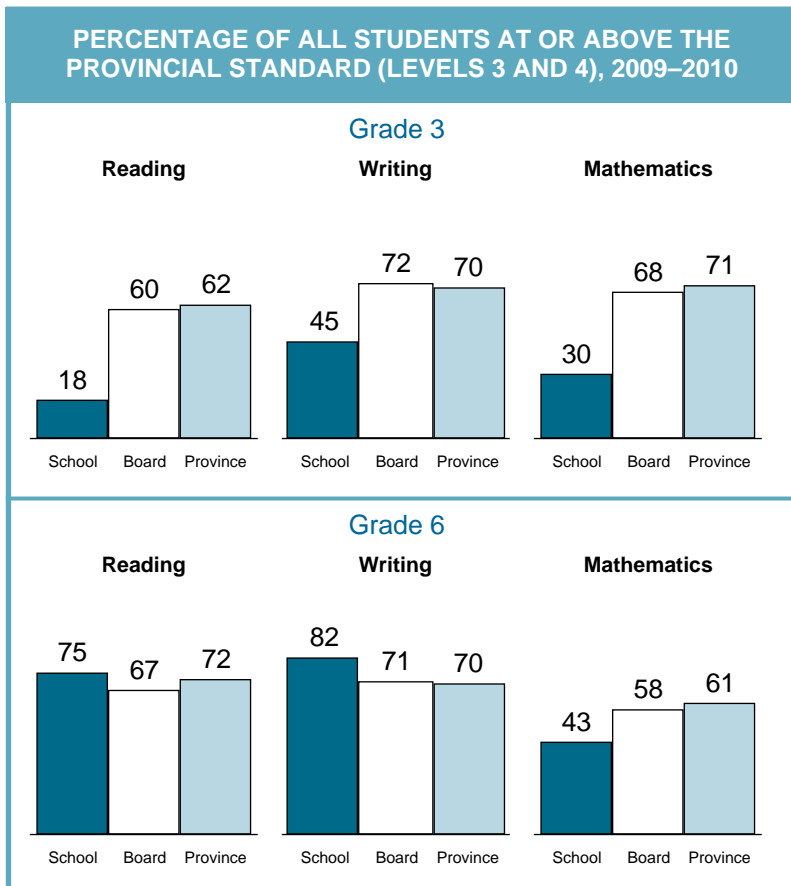 PERCENTAGE OF ALL STUDENTS AT OR ABOVE THE
PROVINCIAL STANDARD (LEVELS 3 AND 4), 2009–2010
Grade 3
Reading Writing Mathematics
18 60 62 45 72 70 30 68 71
School Board Province School Board Province School Board Province
Grade 6
Reading Writing Mathematics
75 67 72 82 71 70 43 58 61
School Board Province School Board Province School Board Province